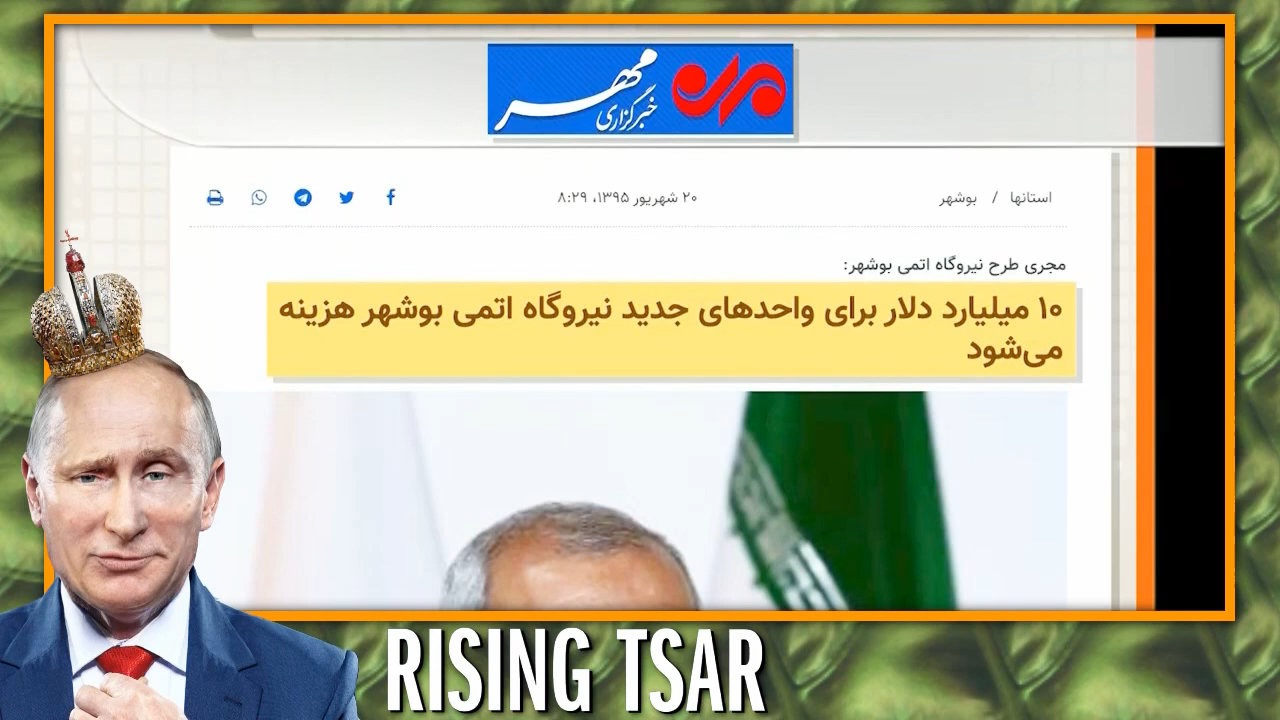 خبرگزاری مهر
استانها / بوشهر
۲۰ شهریور ۱۳۹۵، ۸:۲۹
مجری طرح نیروگاه اتمی بوشهر:
۱۰ میلیارد دلار برای واحدهای جدید نیروگاه اتمی بوشهر هزینه
می‌شود
RISING TSAR